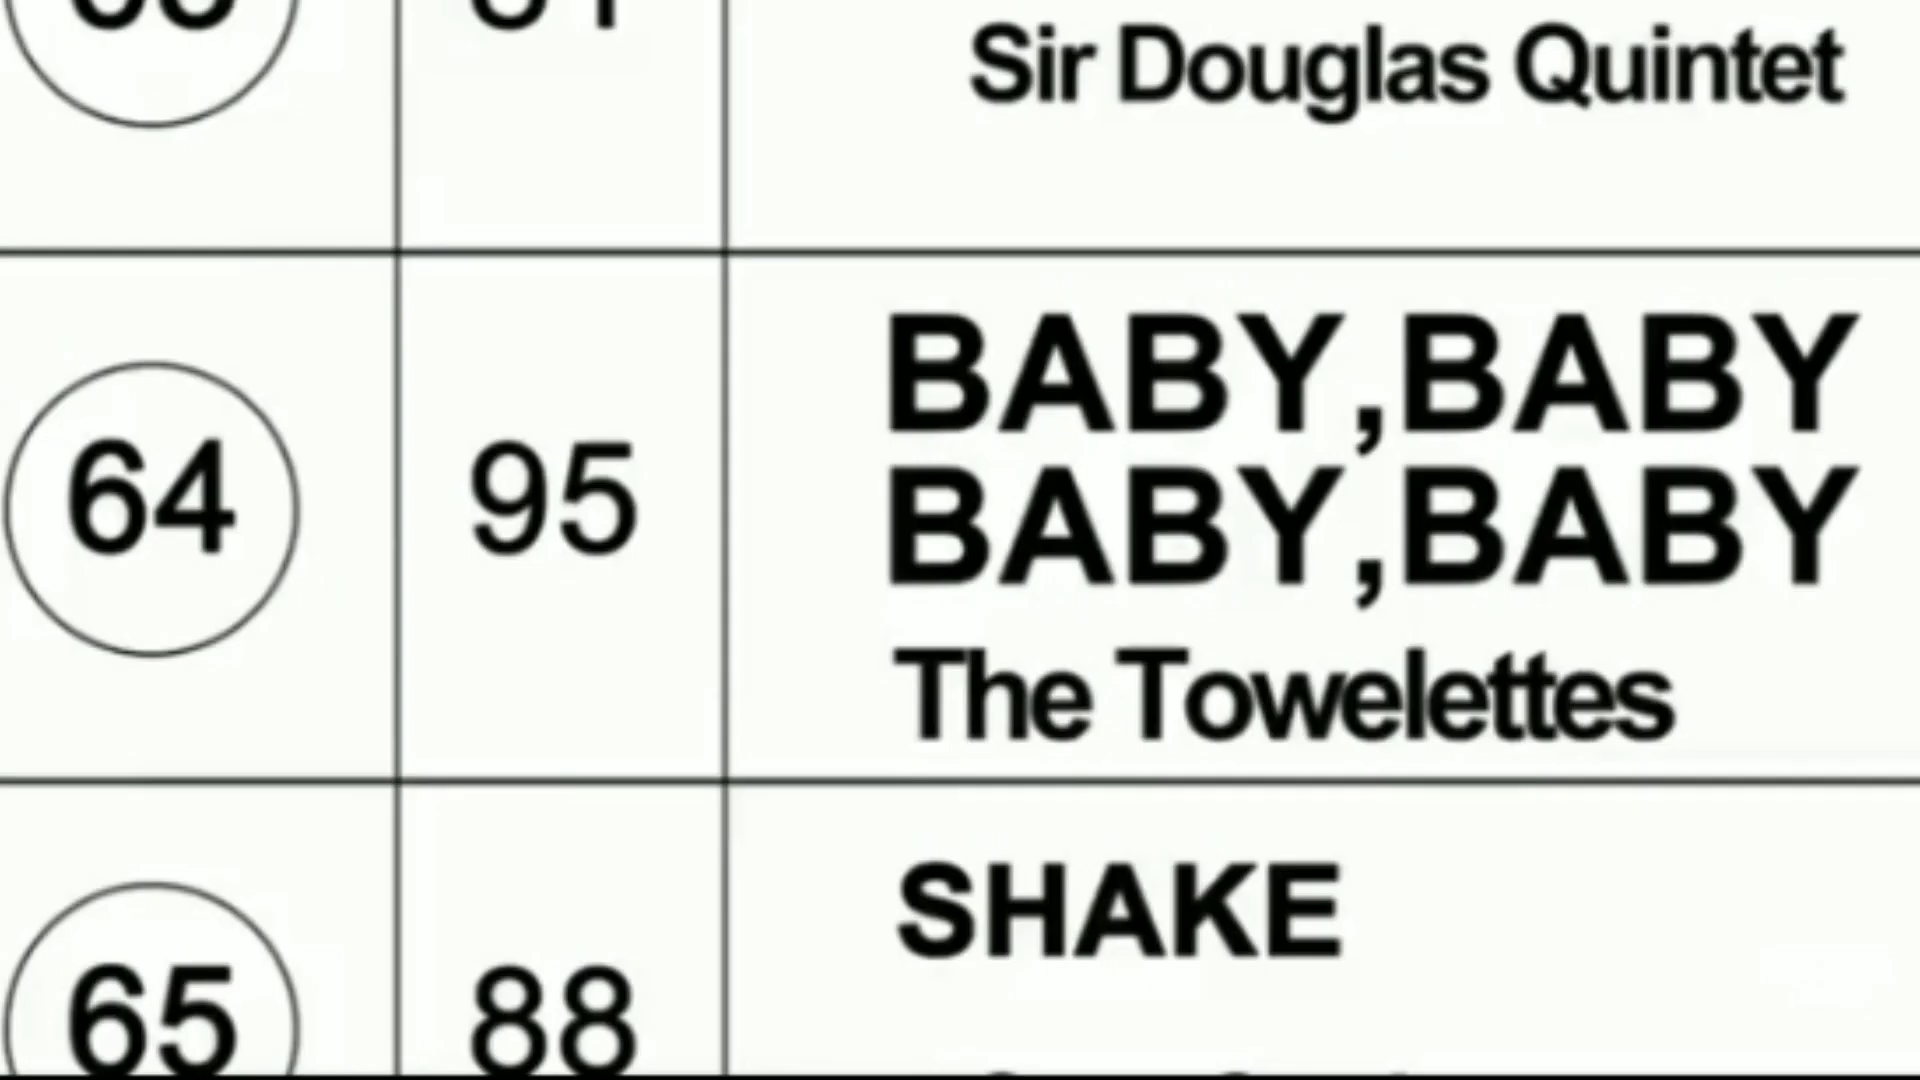 Sir Douglas Quintet
64 95 BABY,BABY
BABY,BABY
The Towelettes
SHAKE
65 88